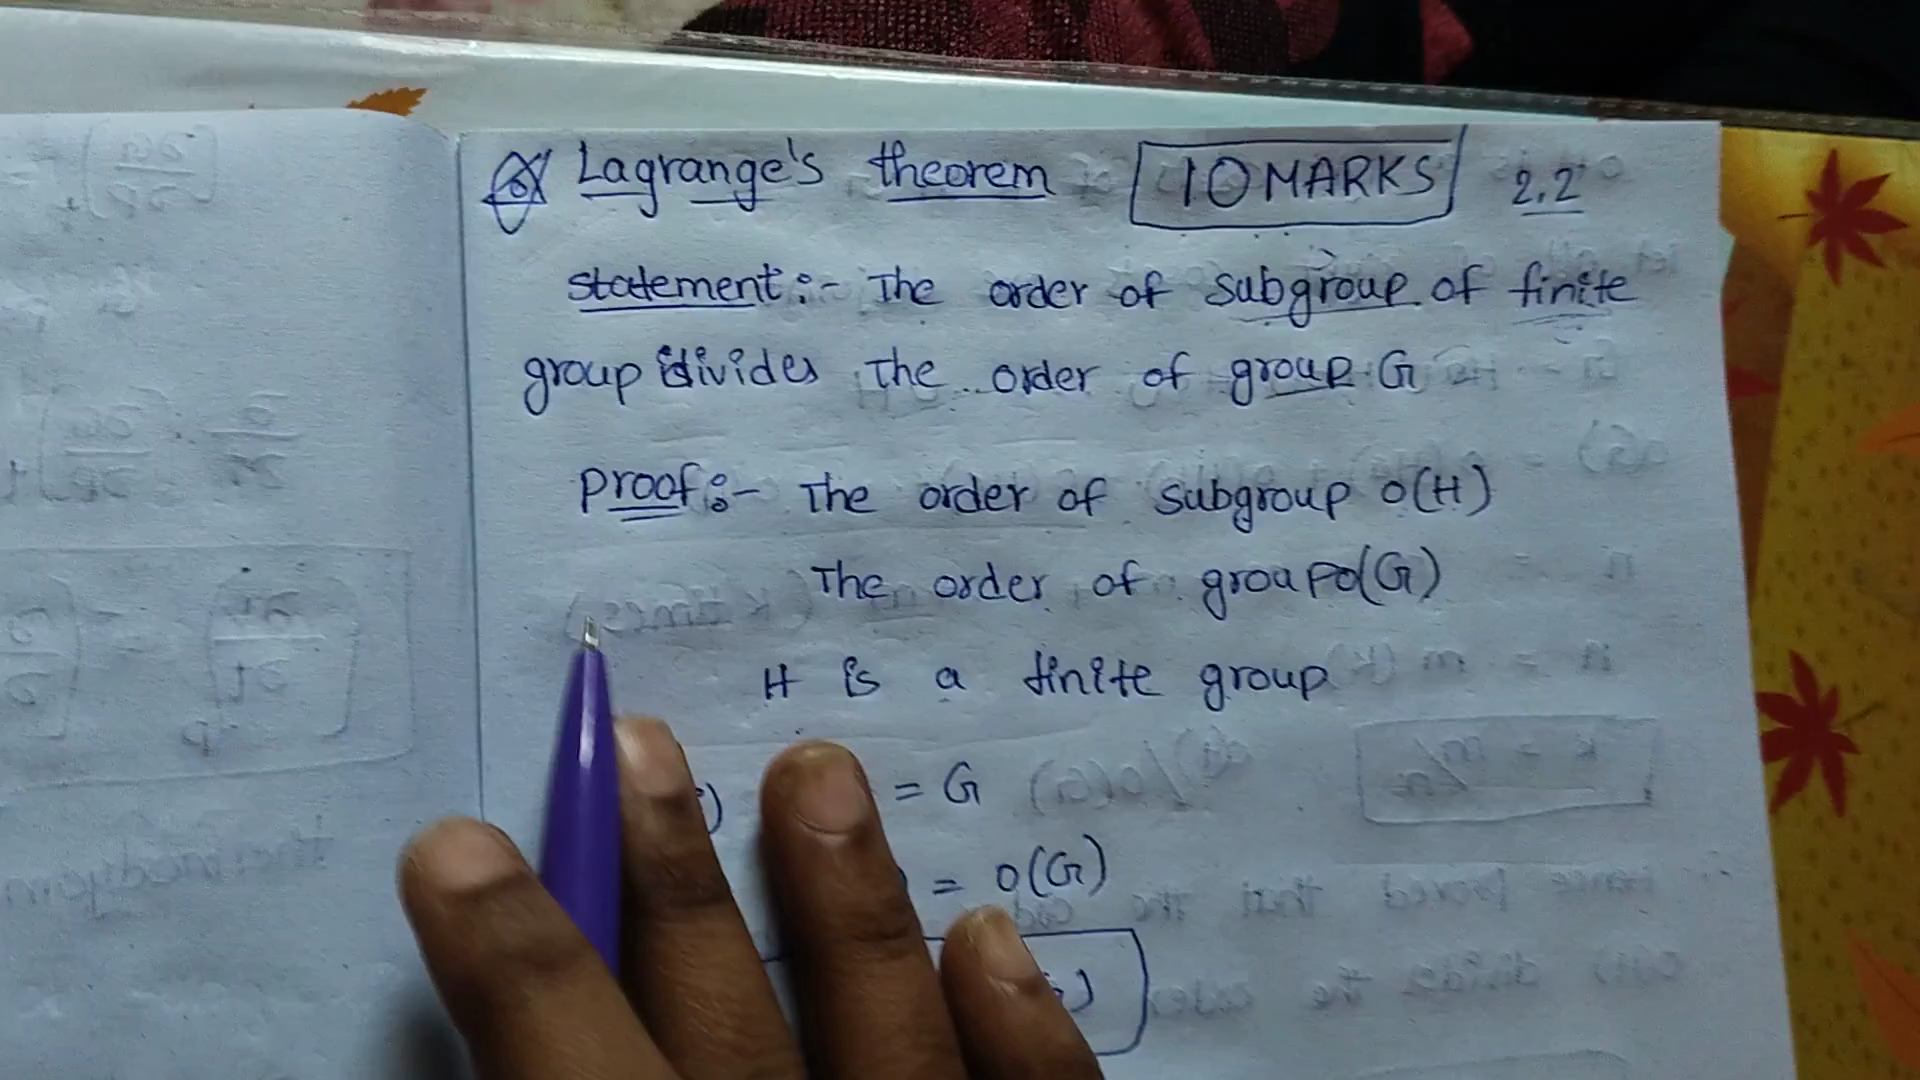 Lagrange's theorem 10 MARKS 2.2
statement:- The order of subgroup of finite
group divides the order of group G
proof:- The order of subgroup o(H)
The order of group o(G)
H is a finite group
= G
= o(G)